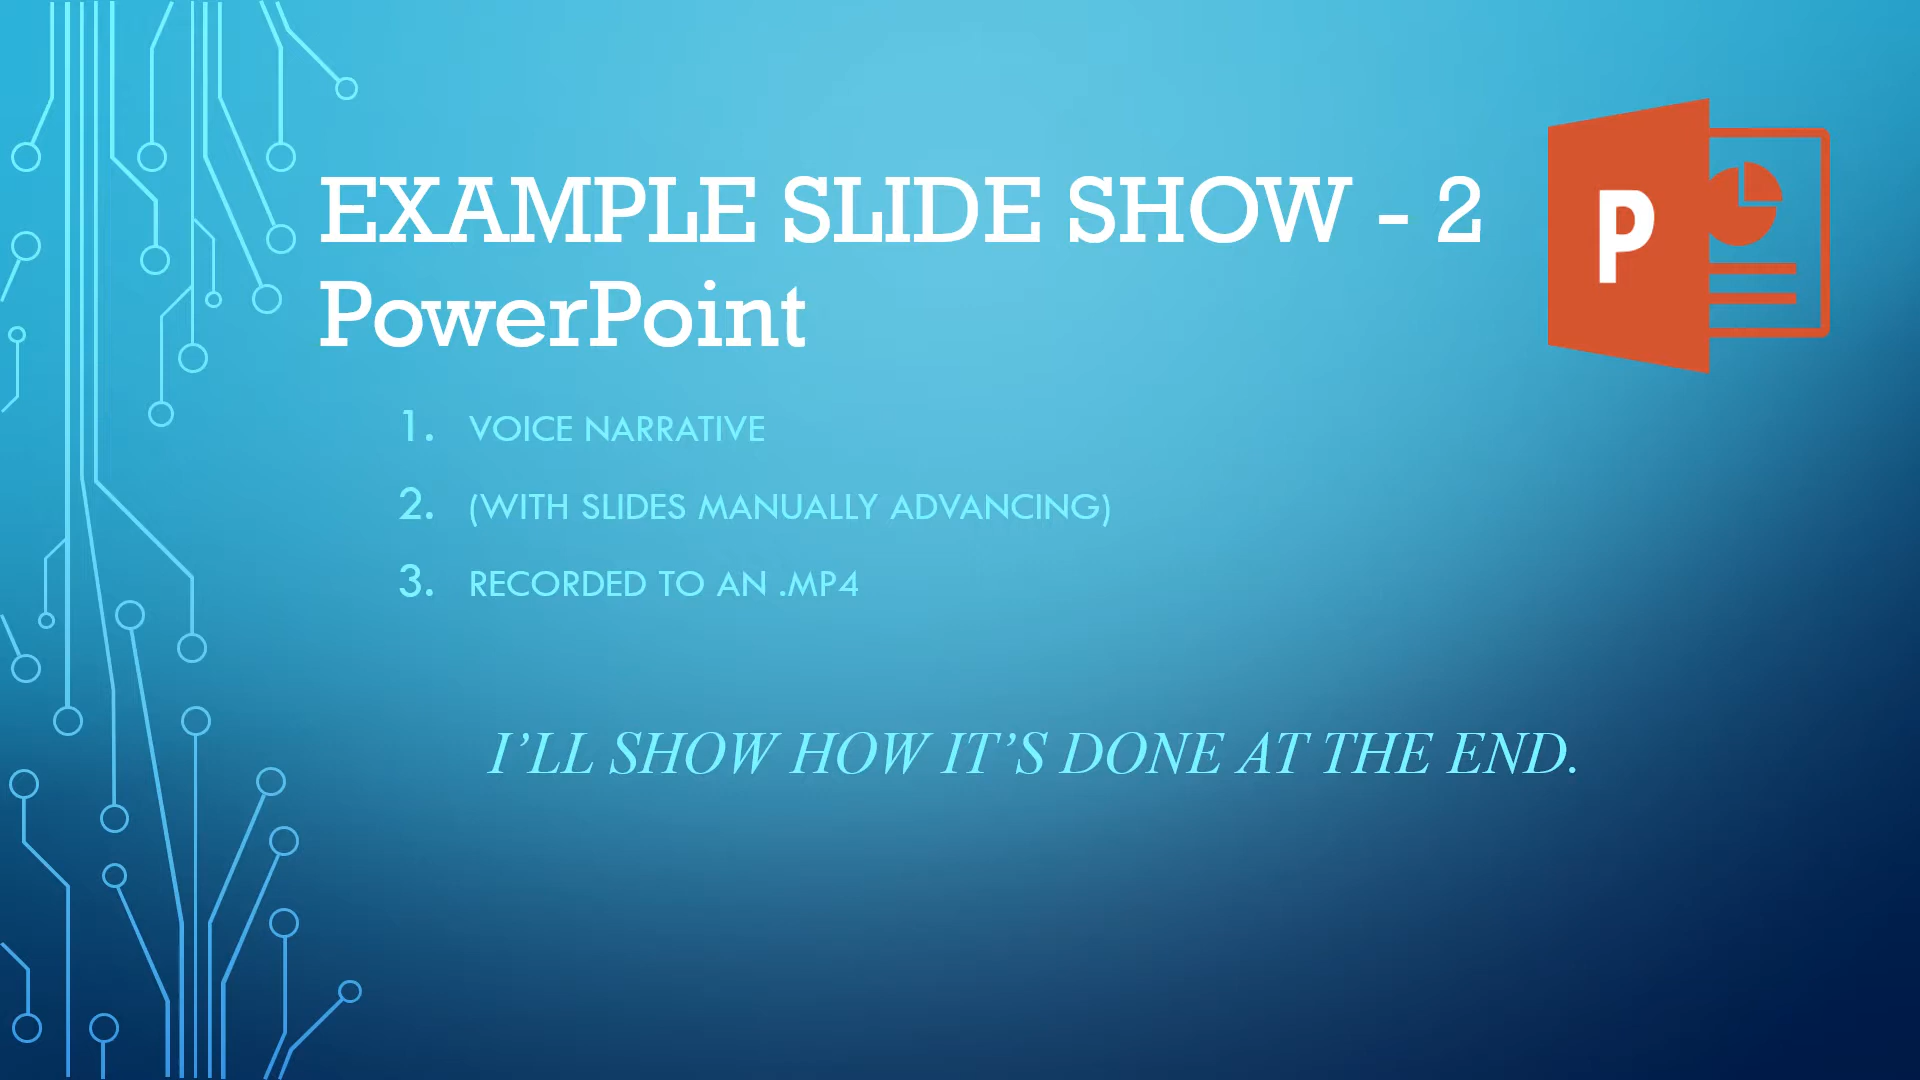 EXAMPLE SLIDE SHOW - 2
PowerPoint
P
1. VOICE NARRATIVE
2. (WITH SLIDES MANUALLY ADVANCING)
3. RECORDED TO AN .MP4
I’LL SHOW HOW IT’S DONE AT THE END.